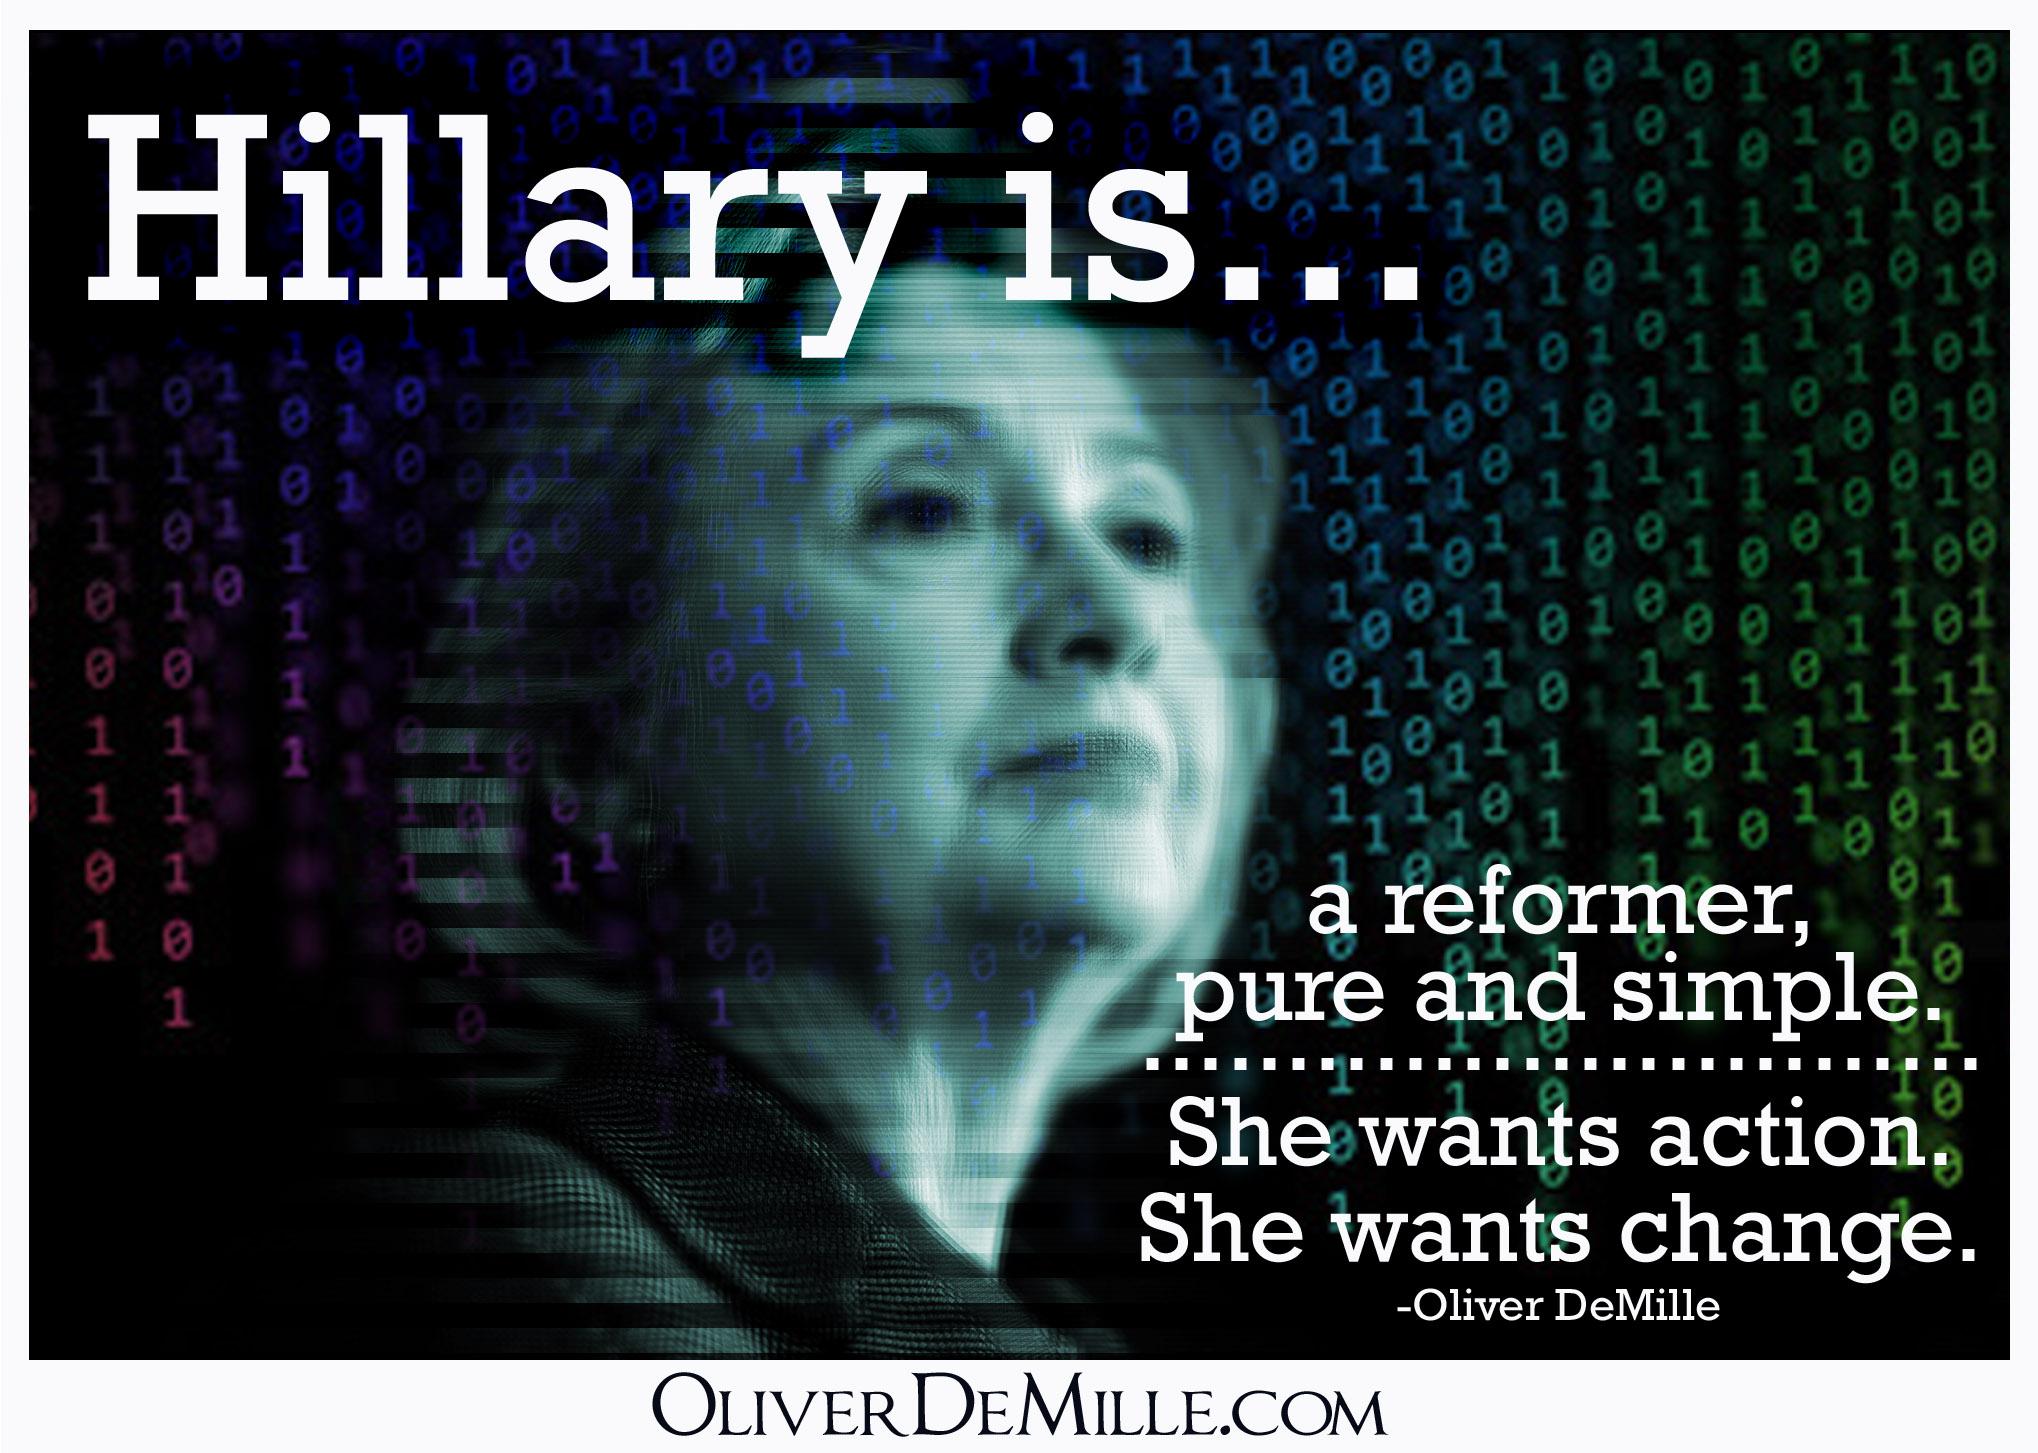 Hillary is...
a reformer,
pure and simple.
She wants action.
She wants change.
-Oliver DeMille
OLIVERDEMILLE.COM